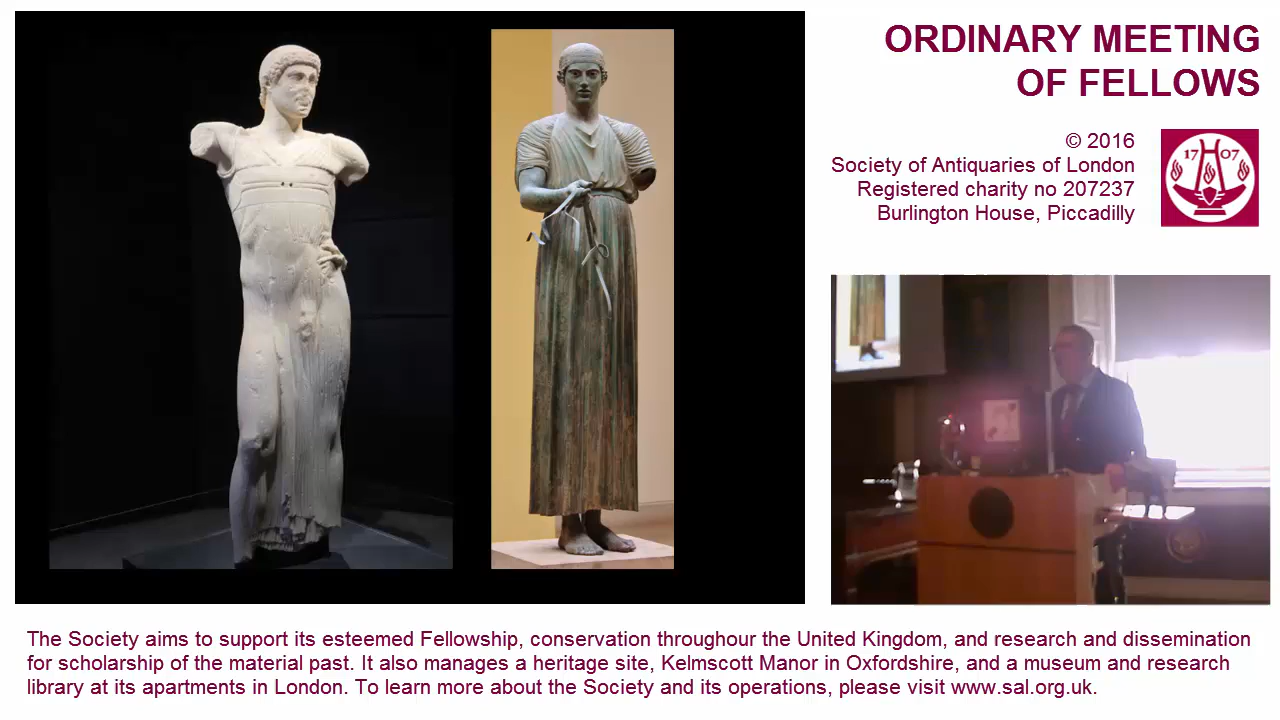 ORDINARY MEETING
OF FELLOWS
© 2016
Society of Antiquaries of London
Registered charity no 207237
Burlington House, Piccadilly
17 07
The Society aims to support its esteemed Fellowship, conservation throughour the United Kingdom, and research and dissemination
for scholarship of the material past. It also manages a heritage site, Kelmscott Manor in Oxfordshire, and a museum and research
library at its apartments in London. To learn more about the Society and its operations, please visit www.sal.org.uk.